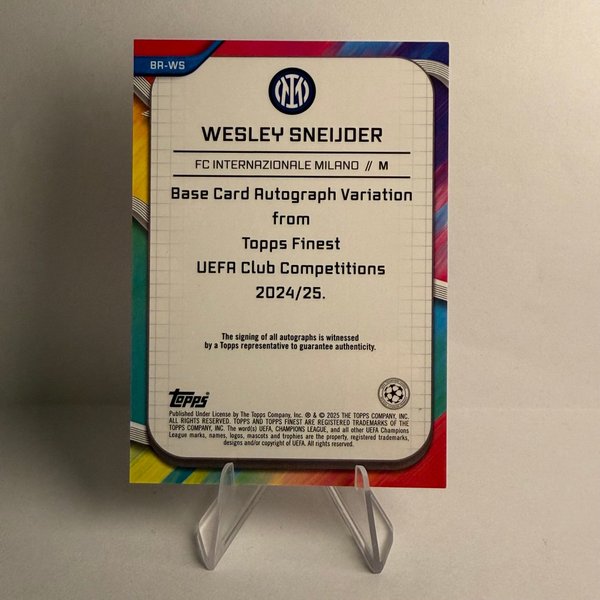 BA-WS
WESLEY SNEIJDER
FC INTERNAZIONALE MILANO // M
Base Card Autograph Variation
from
Topps Finest
UEFA Club Competitions
2024/25.
The signing of all autographs is witnessed
by a Topps representative to guarantee authenticity.
Topps
Published Under License by The Topps Company, Inc. ® & © 2025 THE TOPPS COMPANY, INC.
ALL RIGHTS RESERVED. TOPPS AND TOPPS FINEST ARE REGISTERED TRADEMARKS OF THE
TOPPS COMPANY, INC. The word(s) UEFA, CHAMPIONS LEAGUE, and all other UEFA Champions
League marks, names, logos, mascots and trophies are the property, registered trademarks,
designs and/or copyright of UEFA. All rights reserved.